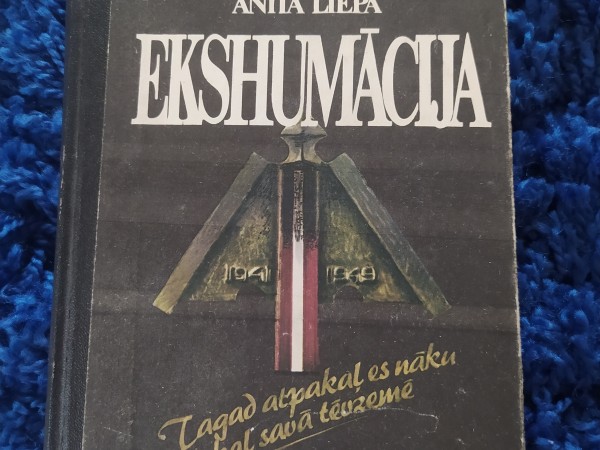 ANITA LIEPA
EKSHUMĀCIJA
1941 1949
Tagad atpakaļ es nāku
savā tēvzemē